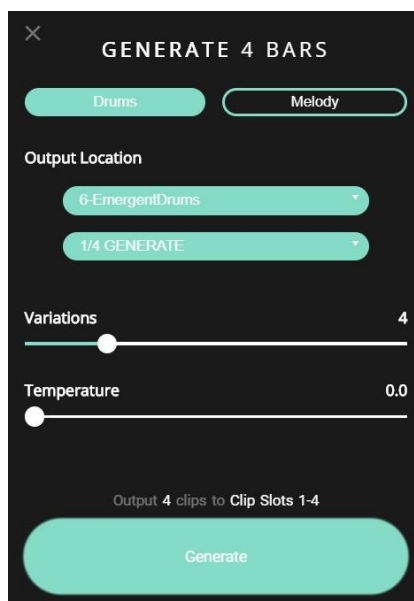 GENERATE 4 BARS
Drums Melody
Output Location
6-EmergentDrums
1/4 GENERATE
Variations 4
Temperature 0.0
Output 4 clips to Clip Slots 1-4
Generate